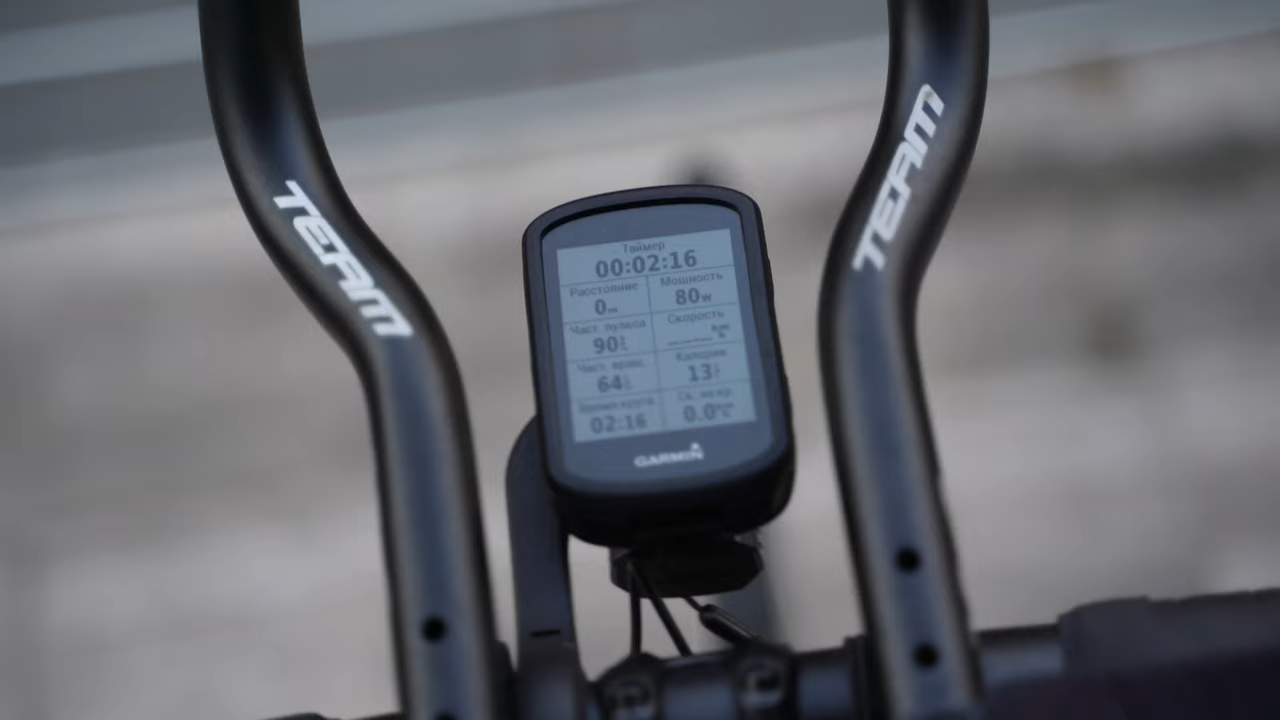 TEAM
TEAM
Таймер
00:02:16
Расстояние Мощность
0m 80w
Част. пульса Скорость
90
Част. вращ. Калории
64 13
Время круга
02:16 0.0
GARMIN